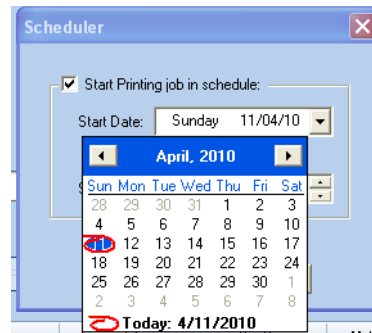 Scheduler
Start Printing job in schedule:
Start Date: Sunday 11/04/10
April, 2010
Sun Mon Tue Wed Thu Fri Sat
28 29 30 31 1 2 3
4 5 6 7 8 9 10
11 12 13 14 15 16 17
18 19 20 21 22 23 24
25 26 27 28 29 30 1
2 3 4 5 6 7 8
Today: 4/11/2010